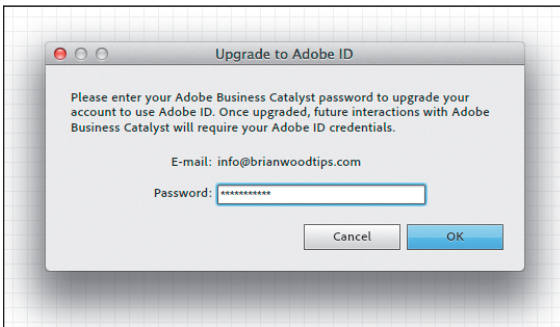 Upgrade to Adobe ID
Please enter your Adobe Business Catalyst password to upgrade your
account to use Adobe ID. Once upgraded, future interactions with Adobe
Business Catalyst will require your Adobe ID credentials.
E-mail: info@brianwoodtips.com
Password: ***********
Cancel OK